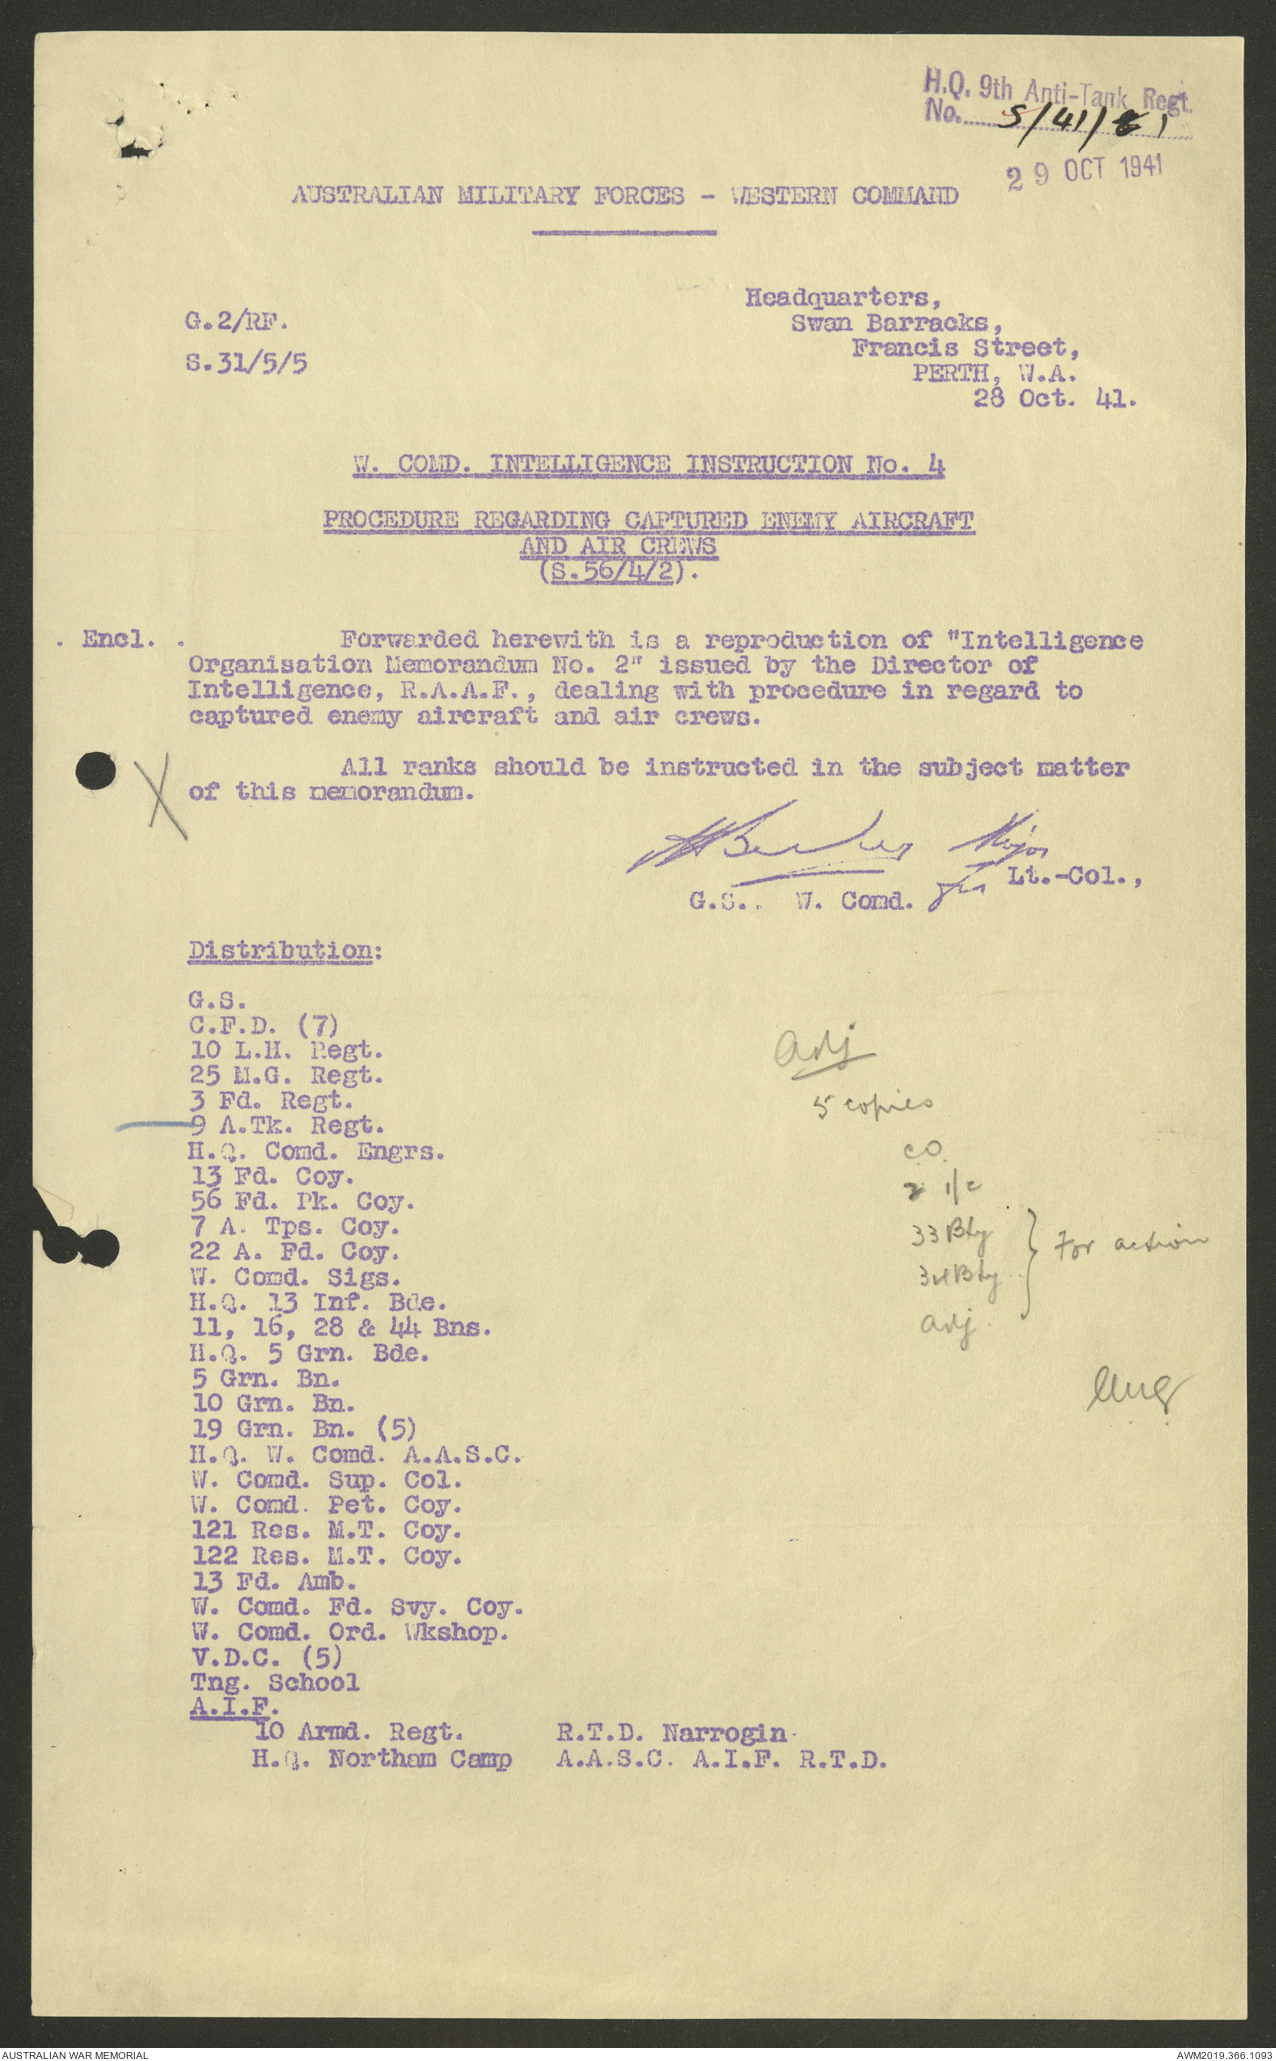 H.Q. 9th Anti-Tank Regt.
No. S/41/81
29 OCT 1941
AUSTRALIAN MILITARY FORCES - WESTERN COMMAND
Headquarters,
Swan Barracks,
Francis Street,
PERTH, W.A.
28 Oct. 41.
G.2/RF.
S.31/5/5
W. COMD. INTELLIGENCE INSTRUCTION No. 4
PROCEDURE REGARDING CAPTURED ENEMY AIRCRAFT
AND AIR CREWS
(S.56/4/2).
. Encl. . Forwarded herewith is a reproduction of "Intelligence
Organisation Memorandum No. 2" issued by the Director of
Intelligence, R.A.A.F., dealing with procedure in regard to
captured enemy aircraft and air crews.
All ranks should be instructed in the subject matter
of this memorandum.
X
Major
for Lt.-Col.,
G.S., W. Comd.
Distribution:
G.S.
C.F.D. (7)
10 L.H. Regt.
25 M.G. Regt.
3 Fd. Regt.
9 A.Tk. Regt.
H.Q. Comd. Engrs.
13 Fd. Coy.
56 Fd. Pk. Coy.
7 A. Tps. Coy.
22 A. Fd. Coy.
W. Comd. Sigs.
H.Q. 13 Inf. Bde.
11, 16, 28 & 44 Bns.
H.Q. 5 Grn. Bde.
5 Grn. Bn.
10 Grn. Bn.
19 Grn. Bn. (5)
H.Q. W. Comd. A.A.S.C.
W. Comd. Sup. Col.
W. Comd. Pet. Coy.
121 Res. M.T. Coy.
122 Res. M.T. Coy.
13 Fd. Amb.
W. Comd. Fd. Svy. Coy.
W. Comd. Ord. Wkshop.
V.D.C. (5)
Tng. School
A.I.F.
10 Armd. Regt. R.T.D. Narrogin
H.Q. Northam Camp A.A.S.C. A.I.F. R.T.D.
Adj
5 copies
CO
2 i/c
33 Bty
34 Bty
Adj.
For action
AUSTRALIAN WAR MEMORIAL
AWM2019.366.1093